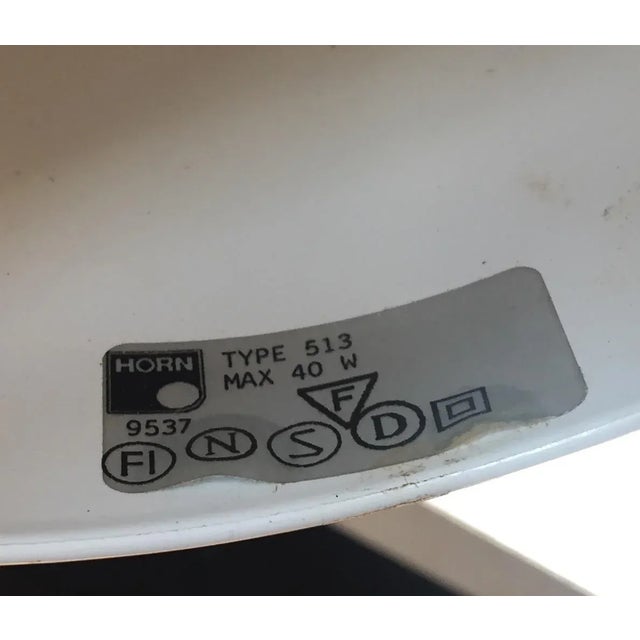 HORN
TYPE 513
MAX 40 W
9537
FI N S F D